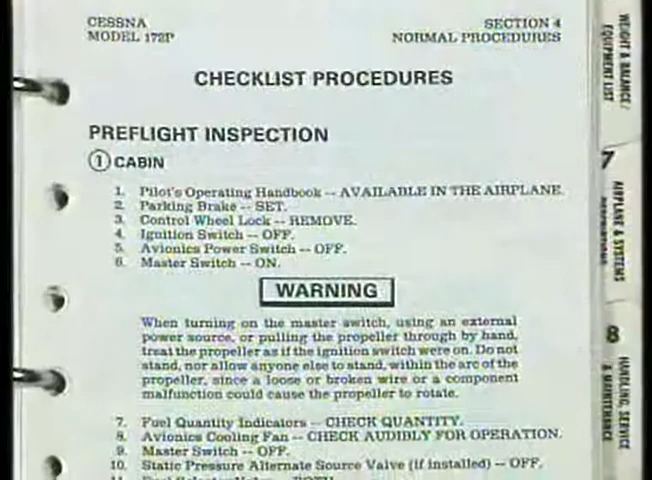 CESSNA
MODEL 172P
SECTION 4
NORMAL PROCEDURES
CHECKLIST PROCEDURES
PREFLIGHT INSPECTION
1 CABIN
1. Pilot's Operating Handbook -- AVAILABLE IN THE AIRPLANE.
2. Parking Brake -- SET.
3. Control Wheel Lock -- REMOVE.
4. Ignition Switch -- OFF.
5. Avionics Power Switch -- OFF.
6. Master Switch -- ON.
WARNING
When turning on the master switch, using an external
power source, or pulling the propeller through by hand,
treat the propeller as if the ignition switch were on. Do not
stand, nor allow anyone else to stand, within the arc of the
propeller, since a loose or broken wire or a component
malfunction could cause the propeller to rotate.
7. Fuel Quantity Indicators -- CHECK QUANTITY.
8. Avionics Cooling Fan -- CHECK AUDIBLY FOR OPERATION.
9. Master Switch -- OFF.
10. Static Pressure Alternate Source Valve (if installed) -- OFF.
WEIGHT & BALANCE/
EQUIPMENT LIST
7
AIRPLANE & SYSTEMS
8
HANDLING, SERVICE
& MAINTENANCE